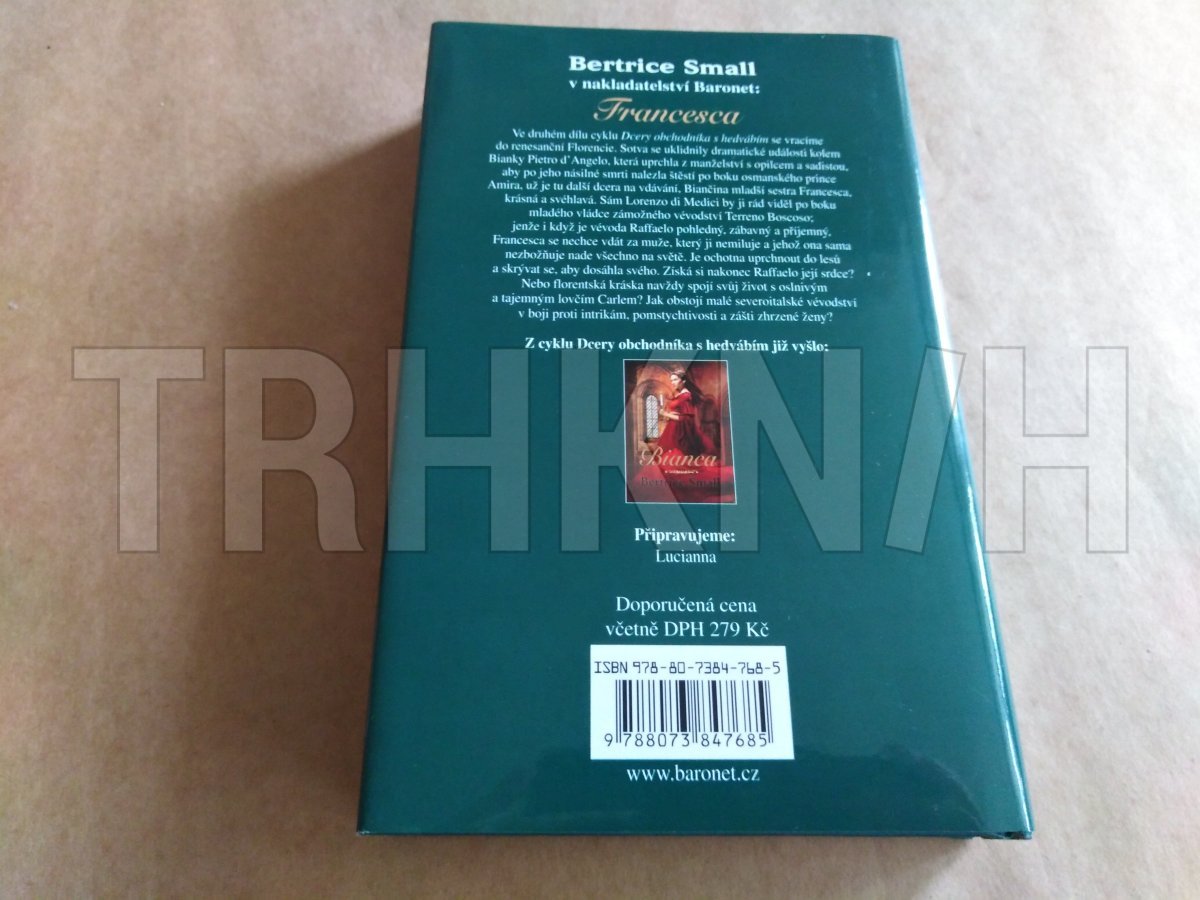 Bertrice Small
v nakladatelství Baronet:
Francesca
Ve druhém dílu cyklu Dcery obchodníka s hedvábím se vracíme
do renesanční Florencie. Sotva se uklidnily dramatické události kolem
Bianky Pietro d'Angelo, která uprchla z manželství s opilcem a sadistou,
aby po jeho násilné smrti nalezla štěstí po boku osmanského prince
Amira, už je tu další dcera na vdávání, Biančina mladší sestra Francesca,
krásná a svéhlavá. Sám Lorenzo di Medici by ji rád viděl po boku
mladého vládce zámožného vévodství Terreno Boscoso;
jenže i když je vévoda Raffaelo pohledný, zábavný a příjemný,
Francesca se nechce vdát za muže, který ji nemiluje a jehož ona sama
nezbožňuje nade všechno na světě. Je ochotna uprchnout do lesů
a skrývat se, aby dosáhla svého. Získá si nakonec Raffaelo její srdce?
Nebo florentská kráska navždy spojí svůj život s oslnivým
a tajemným lovčím Carlem? Jak obstojí malé severoitalské vévodství
v boji proti intrikám, pomstychtivosti a zášti zhrzené ženy?
Z cyklu Dcery obchodníka s hedvábím již vyšlo:
TRHKN/H
Bianca
Bertrice Small
Připravujeme:
Lucianna
Doporučená cena
včetně DPH 279 Kč
ISBN 978-80-7384-768-5
9 788073 847685
www.baronet.cz